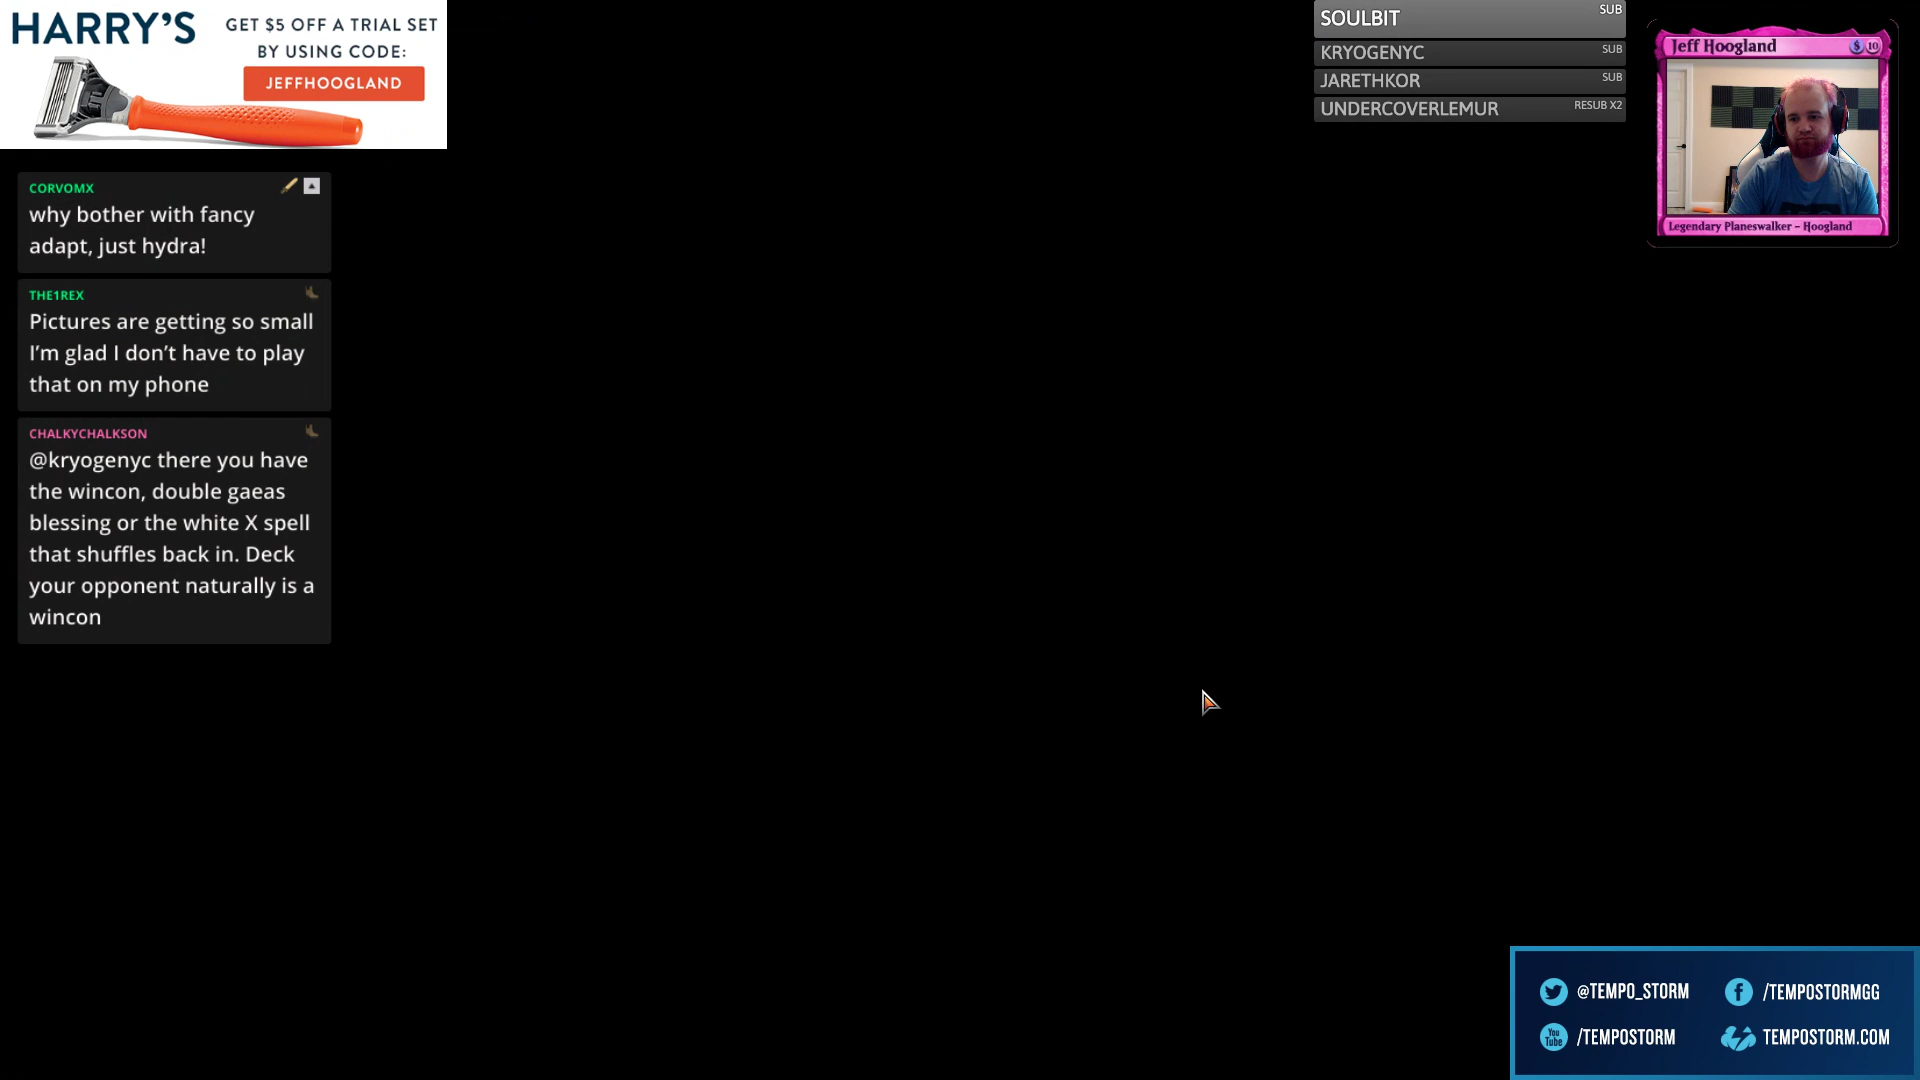 HARRY'S
GET $5 OFF A TRIAL SET
BY USING CODE:
JEFFHOOGLAND
CORVOMX
why bother with fancy
adapt, just hydra!
THE1REX
Pictures are getting so small
I'm glad I don't have to play
that on my phone
CHALKYCHALKSON
@kryogenyc there you have
the wincon, double gaeas
blessing or the white X spell
that shuffles back in. Deck
your opponent naturally is a
wincon
SOULBIT SUB
KRYOGENYC SUB
JARETHKOR SUB
UNDERCOVERLEMUR RESUB X2
Jeff Hoogland $ 10
Legendary Planeswalker – Hoogland
@TEMPO_STORM /TEMPOSTORMGG
You Tube /TEMPOSTORM TEMPOSTORM.COM